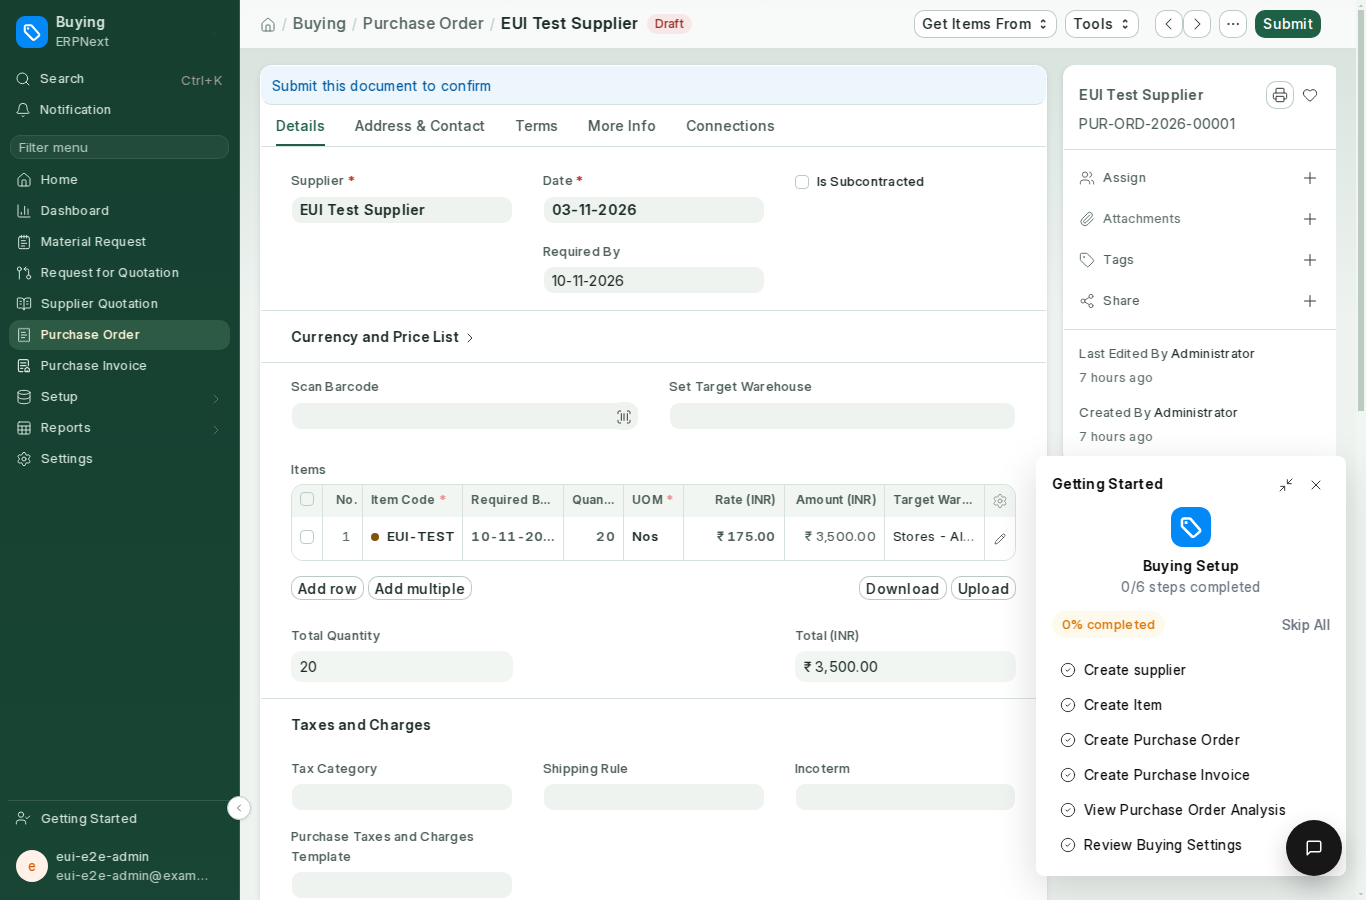 Buying
ERPNext
Search Ctrl+K
Notification
Filter menu
Home
Dashboard
Material Request
Request for Quotation
Supplier Quotation
Purchase Order
Purchase Invoice
Setup
Reports
Settings
Getting Started
e
eui-e2e-admin
eui-e2e-admin@exam...
/ Buying / Purchase Order / EUI Test Supplier Draft
Get Items From Tools ... Submit
Submit this document to confirm
Details Address & Contact Terms More Info Connections
Supplier * Date * Is Subcontracted
EUI Test Supplier 03-11-2026
Required By
10-11-2026
Currency and Price List
Scan Barcode Set Target Warehouse
Items
No. Item Code * Required B... Quan... UOM * Rate (INR) Amount (INR) Target War...
1 EUI-TEST 10-11-20... 20 Nos ₹ 175.00 ₹ 3,500.00 Stores - Al...
Add row Add multiple Download Upload
Total Quantity Total (INR)
20 ₹ 3,500.00
Taxes and Charges
Tax Category Shipping Rule Incoterm
Purchase Taxes and Charges
Template
EUI Test Supplier
PUR-ORD-2026-00001
Assign
Attachments
Tags
Share
Last Edited By Administrator
7 hours ago
Created By Administrator
7 hours ago
Getting Started
Buying Setup
0/6 steps completed
0% completed Skip All
Create supplier
Create Item
Create Purchase Order
Create Purchase Invoice
View Purchase Order Analysis
Review Buying Settings